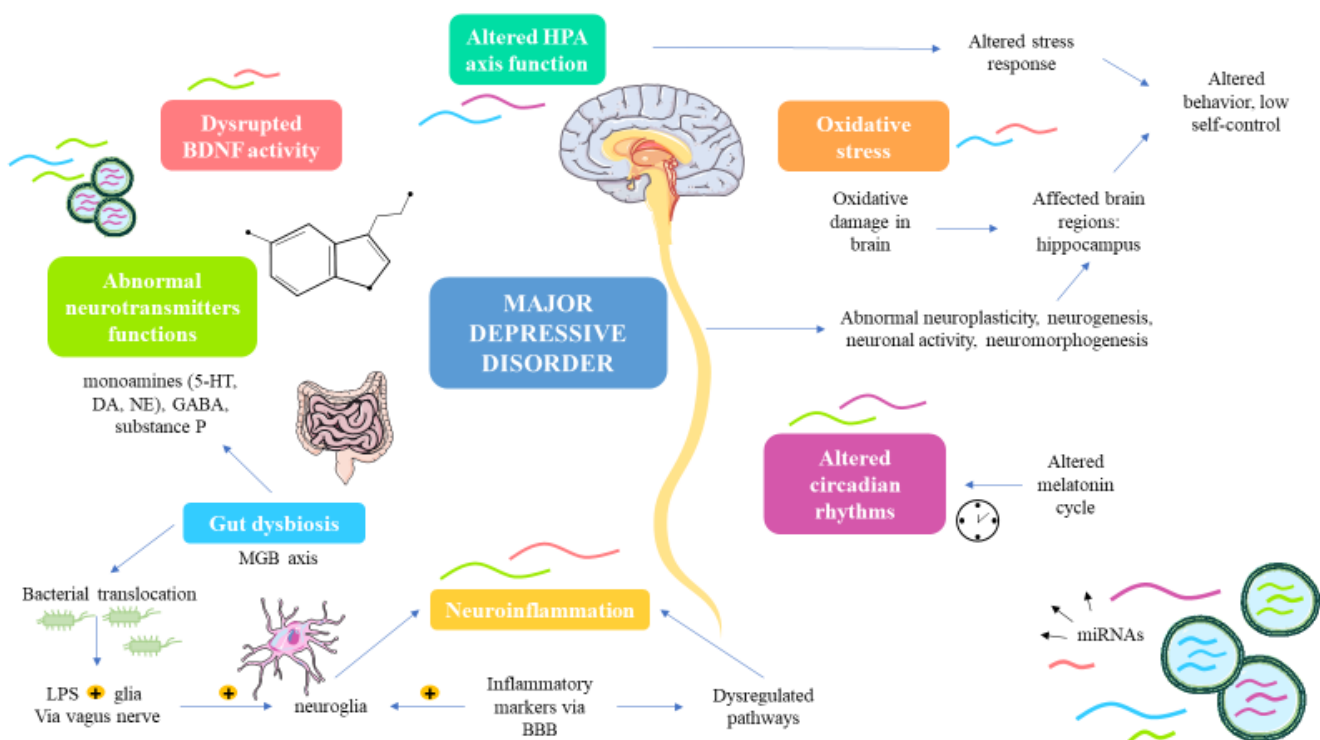 Altered HPA
axis function
Altered stress
response
Altered
behavior, low
self-control
Dysrupted
BDNF activity
Oxidative
stress
Oxidative
damage in
brain
Affected brain
regions:
hippocampus
Abnormal
neurotransmitters
functions
MAJOR
DEPRESSIVE
DISORDER
Abnormal neuroplasticity, neurogenesis,
neuronal activity, neuromorphogenesis
monoamines (5-HT,
DA, NE), GABA,
substance P
Altered
circadian
rhythms
Altered
melatonin
cycle
Gut dysbiosis
MGB axis
Bacterial translocation
Neuroinflammation
miRNAs
LPS + glia
Via vagus nerve
+
neuroglia
+
Inflammatory
markers via
BBB
Dysregulated
pathways